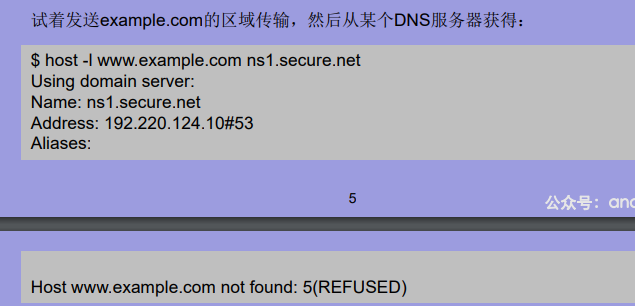 试着发送example.com的区域传输，然后从某个DNS服务器获得：
$ host -l www.example.com ns1.secure.net
Using domain server:
Name: ns1.secure.net
Address: 192.220.124.10#53
Aliases:
5
公众号：
Host www.example.com not found: 5(REFUSED)